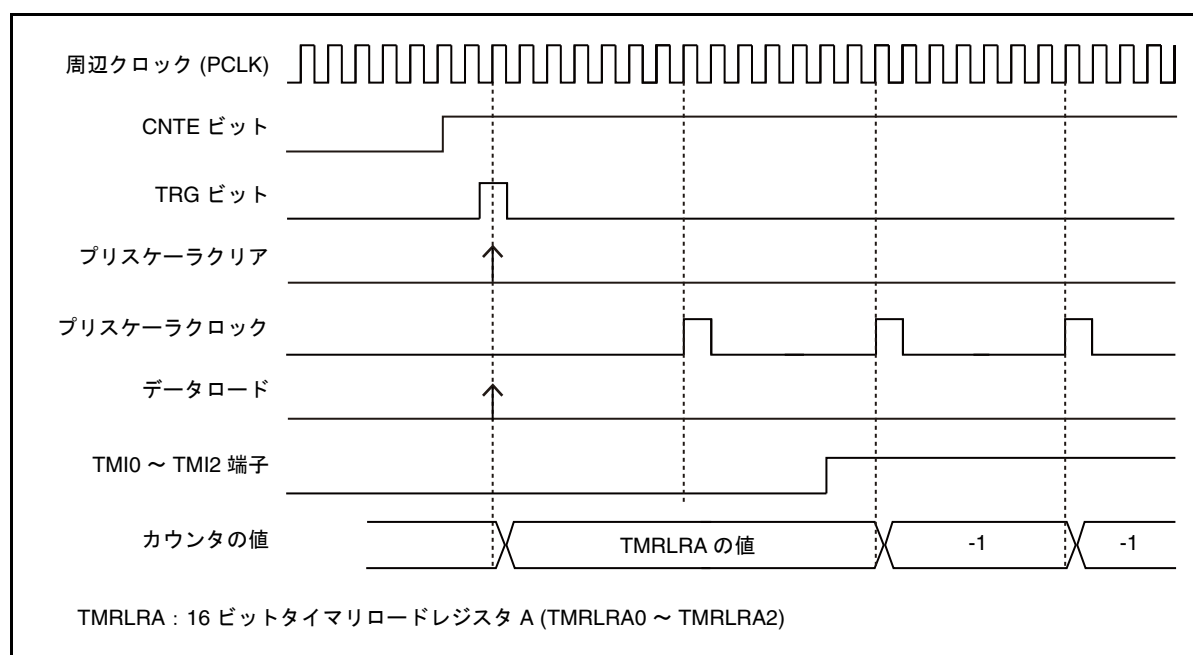 周辺クロック (PCLK)
CNTE ビット
TRG ビット
プリスケーラクリア
プリスケーラクロック
データロード
TMI0 ～ TMI2 端子
カウンタの値
TMRLRA の値
-1
-1
TMRLRA：16 ビットタイマリロードレジスタ A (TMRLRA0 ～ TMRLRA2)